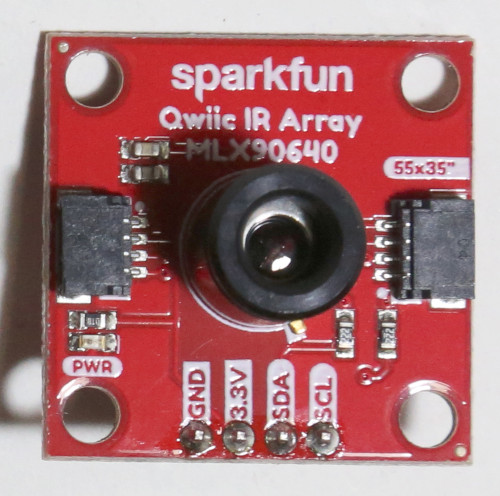 sparkfun
Qwiic IR Array
MLX90640
55x35°
PWR
GND
3.3V
SDA
SCL